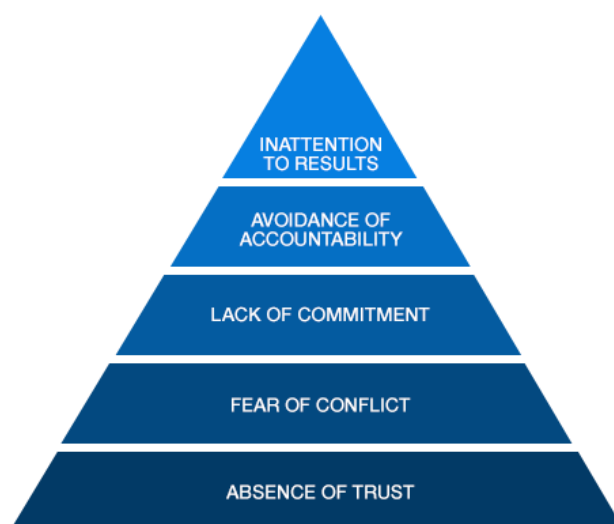 INATTENTION
TO RESULTS
AVOIDANCE OF
ACCOUNTABILITY
LACK OF COMMITMENT
FEAR OF CONFLICT
ABSENCE OF TRUST